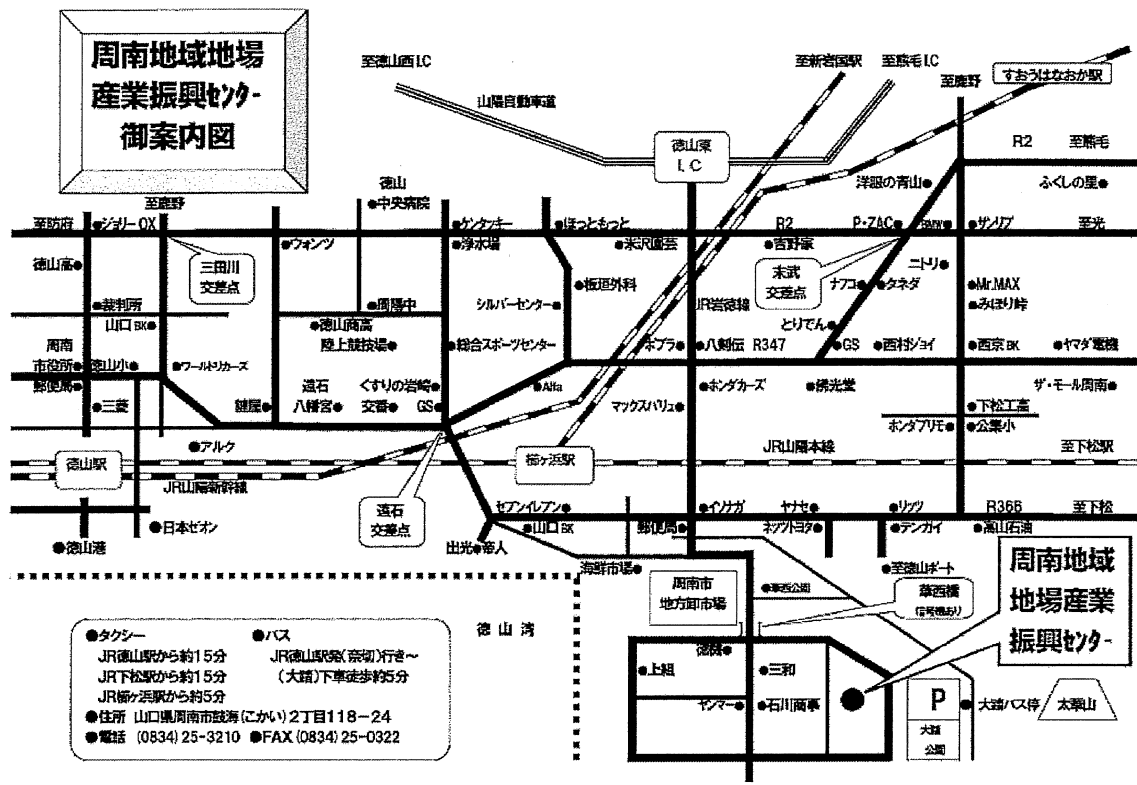 周南地域地場
産業振興ｾﾝﾀｰ
御案内図
至徳山西 I.C
山陽自動車道
至新岩国駅
至熊毛 I.C
至鹿野
すおうはなおか駅
徳山東
I.C
R2
至熊毛
徳山
●中央病院
洋服の青山●
ふくしの里●
至鹿野
至防府
●ジョリーOX
●ケンタッキー
●ほっともっと
R2
P・ZAC●
BMW●
●サンリブ
至光
●ウォンツ
●浄水場
●米沢園芸
●吉野家
徳山高●
三田川
交差点
末武
交差点
ニトリ●
●板垣外科
ナフコ●
●タネダ
●Mr.MAX
●裁判所
●周陽中
シルバーセンター●
JR岩徳線
●みほり峠
山口BK●
●徳山商高
とりでん●
周南
市役所●
徳山小●
●ワールドリカーズ
陸上競技場●
●総合スポーツセンター
ポプラ●
●八剣伝
R347
●GS
●西村ジョイ
●西京BK
●ヤマダ電機
郵便局●
●三菱
鍵屋●
遠石
八幡宮●
くすりの岩崎●
交番●
GS●
●Alfa
マックスバリュ●
●ホンダカーズ
●佛光堂
ザ・モール周南●
●下松工高
ホンダプリモ●
●公集小
●アルク
徳山駅
JR山陽新幹線
櫛ヶ浜駅
JR山陽本線
至下松駅
遠石
交差点
セブンイレブン●
●山口BK
郵便局●
●イソナガ
ヤナセ●
ネッツトヨタ●
●リッツ
●テンガイ
R366
●高山石油
至下松
●日本ゼオン
●徳山港
出光●帝人
海鮮市場●
●至徳山ポート
周南市
地方卸市場
●華西公園
華西橋
信号機あり
周南地域
地場産業
振興ｾﾝﾀｰ
徳山湾
徳機●
●上組
●三和
ヤンマー●
●石川商事
P
大踏
公園
●大踏バス停
太華山
●タクシー
JR徳山駅から約15分
JR下松駅から約15分
JR櫛ヶ浜駅から約5分
●バス
JR徳山駅発(奈切)行き～
(大踏)下車徒歩約5分
●住所 山口県周南市鼓海(こかい)2丁目118-24
●電話 (0834)25-3210 ●FAX(0834)25-0322